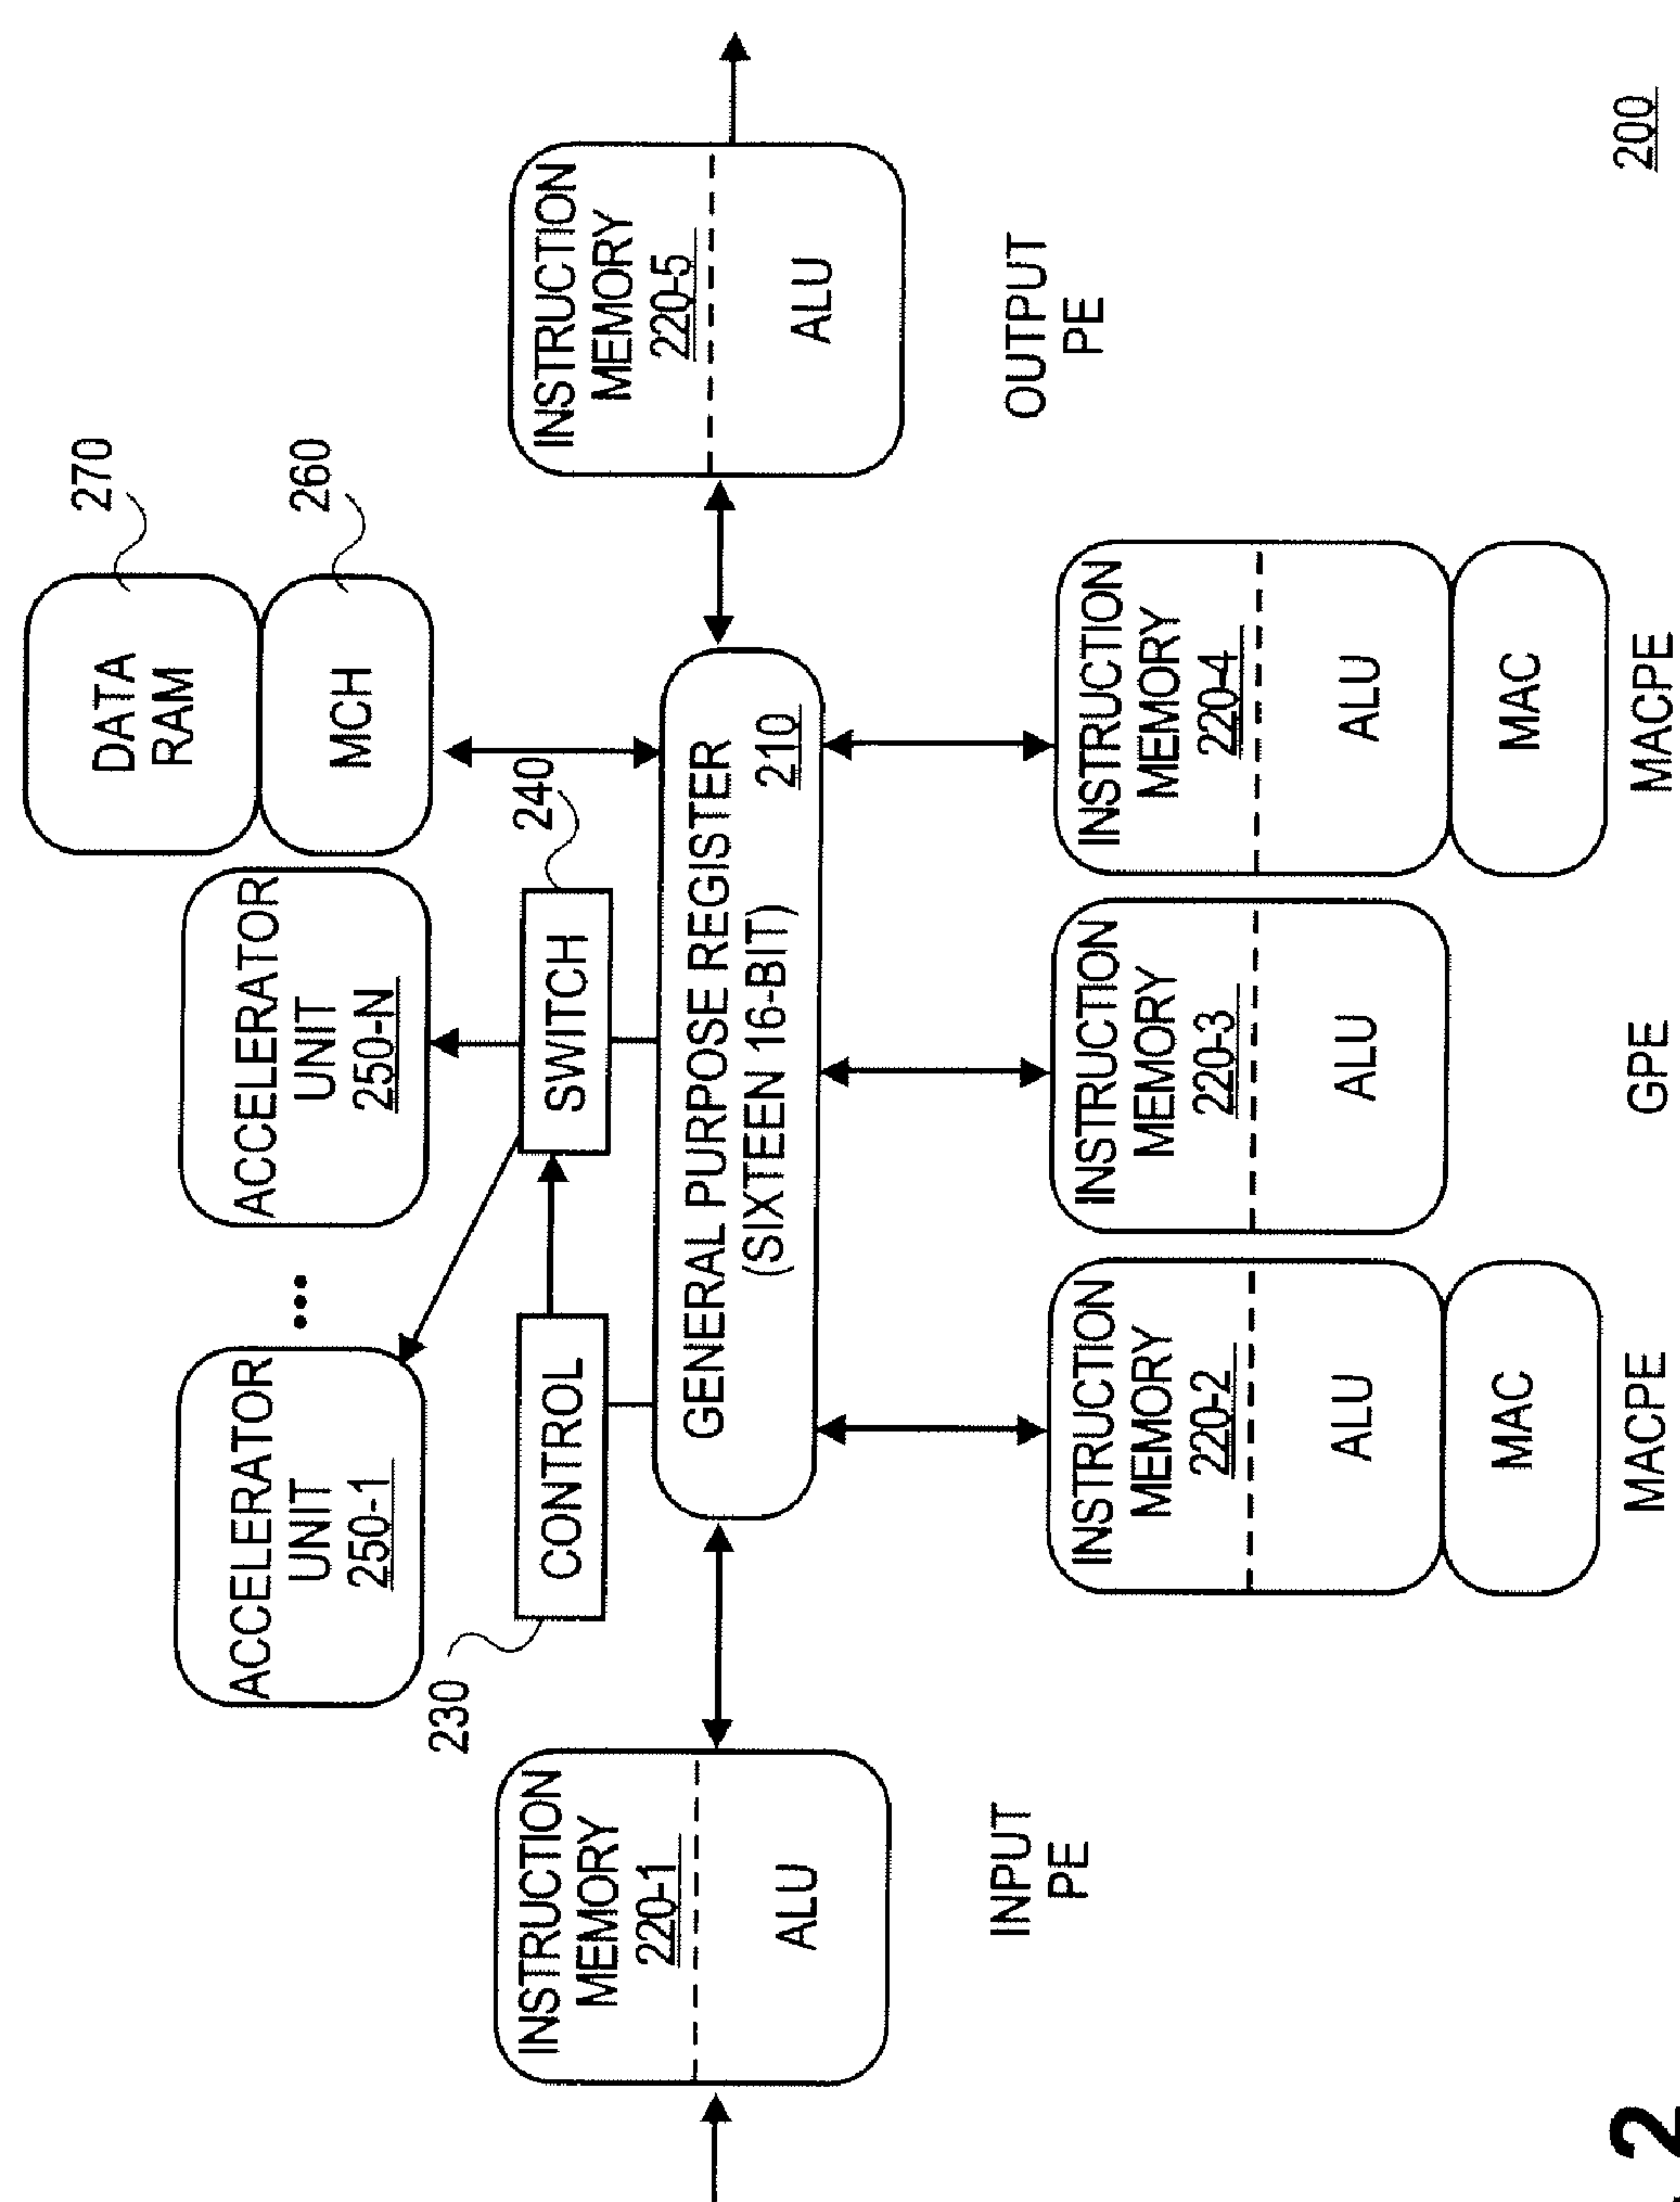 DATA
RAM
270
MCH
260
ACCELERATOR
UNIT
250-1
...
ACCELERATOR
UNIT
250-N
230
CONTROL
SWITCH
240
INSTRUCTION
MEMORY
220-1
ALU
INPUT
PE
GENERAL PURPOSE REGISTER
(SIXTEEN 16-BIT)
210
INSTRUCTION
MEMORY
220-5
ALU
OUTPUT
PE
INSTRUCTION
MEMORY
220-2
ALU
MAC
MACPE
INSTRUCTION
MEMORY
220-3
ALU
GPE
INSTRUCTION
MEMORY
220-4
ALU
MAC
MACPE
200
2